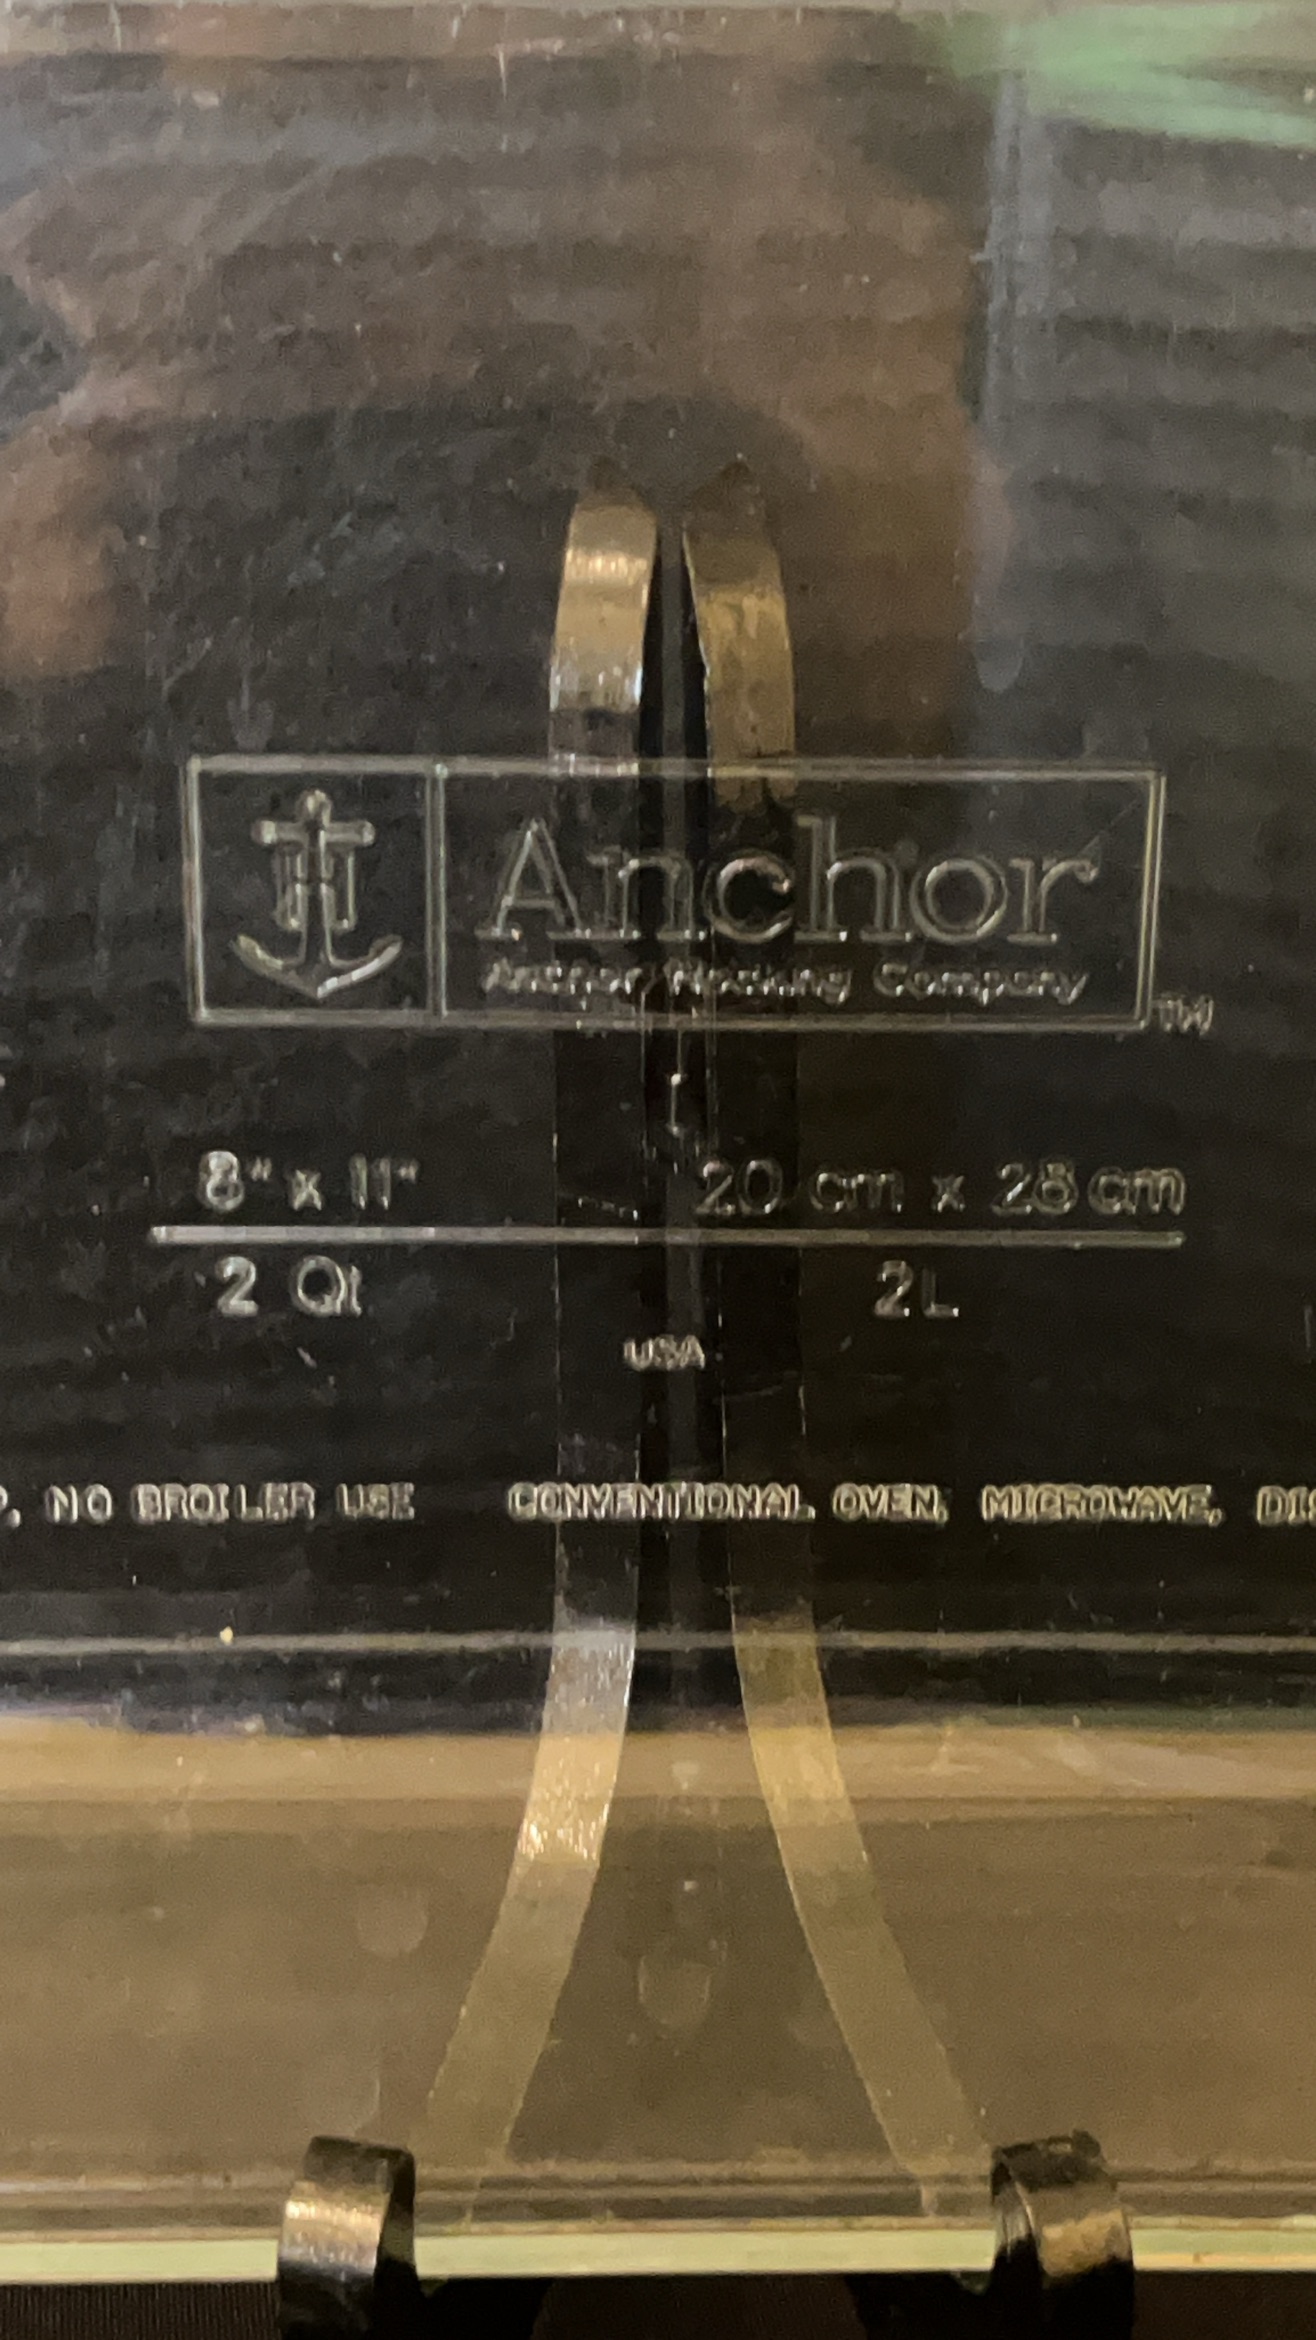 Anchor
Anchor Hocking Company
TM
8" x 11" 20 cm x 28 cm
2 Qt 2L
USA
NO BROILER USE CONVENTIONAL OVEN, MICROWAVE,